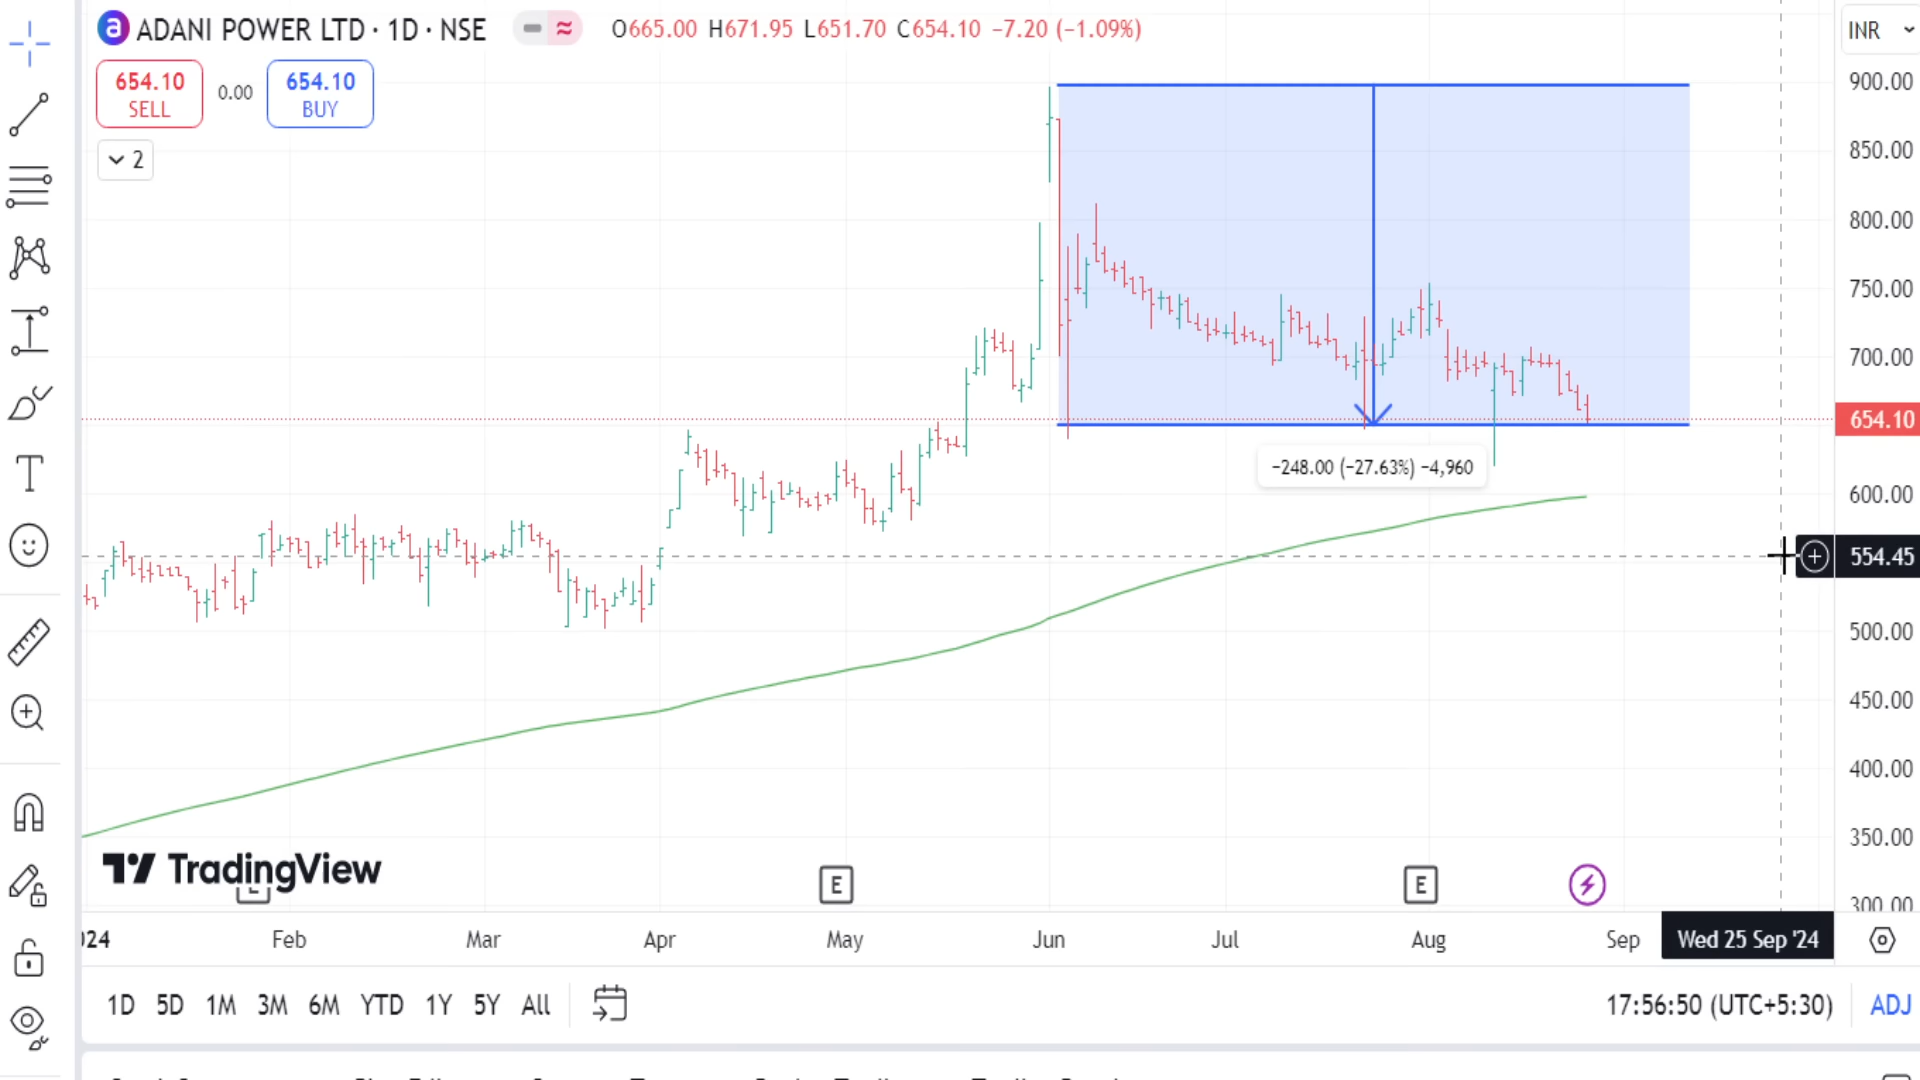 ADANI POWER LTD · 1D · NSE
O665.00 H671.95 L651.70 C654.10 −7.20 (−1.09%)
INR
654.10
SELL
0.00
654.10
BUY
2
900.00
850.00
800.00
750.00
700.00
654.10
600.00
554.45
500.00
450.00
400.00
350.00
300.00
−248.00 (−27.63%) −4,960
TradingView
E
E
Feb
Mar
Apr
May
Jun
Jul
Aug
Sep
Wed 25 Sep '24
1D 5D 1M 3M 6M YTD 1Y 5Y All
17:56:50 (UTC+5:30)
ADJ